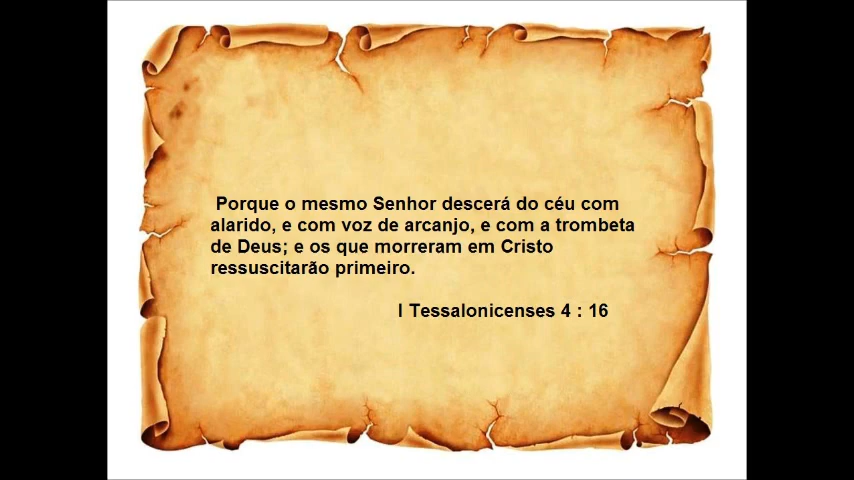 Porque o mesmo Senhor descerá do céu com
alarido, e com voz de arcanjo, e com a trombeta
de Deus; e os que morreram em Cristo
ressuscitarão primeiro.
I Tessalonicenses 4 : 16